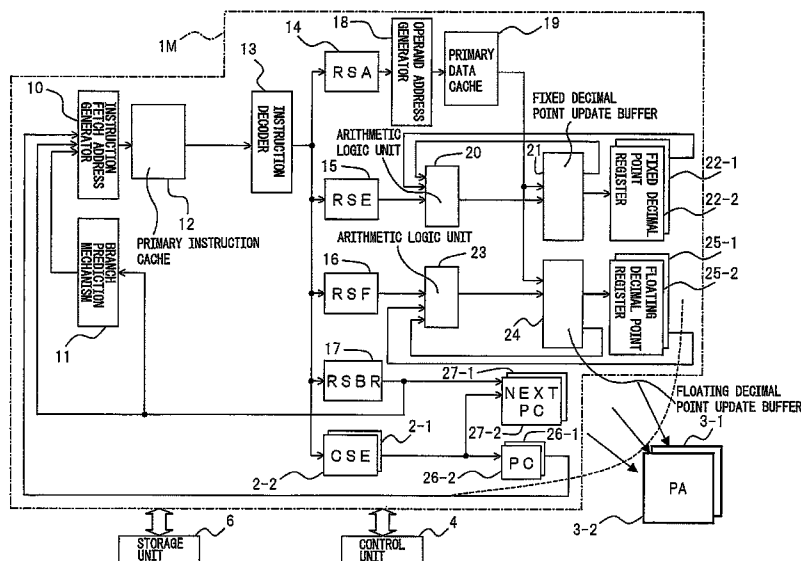 1M
18
19
14
RSA
OPERAND ADDRESS
GENERATOR
PRIMARY
DATA
CACHE
13
INSTRUCTION
DECODER
10
INSTRUCTION
FETCH ADDRESS
GENERATOR
12
PRIMARY INSTRUCTION
CACHE
BRANCH
PREDICTION
MECHANISM
11
FIXED DECIMAL
POINT UPDATE BUFFER
ARITHMETIC
LOGIC UNIT
20
21
15
RSE
FIXED DECIMAL
POINT
REGISTER
22-1
22-2
ARITHMETIC LOGIC UNIT
23
16
RSF
24
FLOATING
DECIMAL POINT
REGISTER
25-1
25-2
17
RSBR
27-1
NEXT
PC
27-2
FLOATING DECIMAL
POINT UPDATE BUFFER
2-1
CSE
2-2
26-1
PC
26-2
3-1
PA
3-2
6
STORAGE
UNIT
4
CONTROL
UNIT